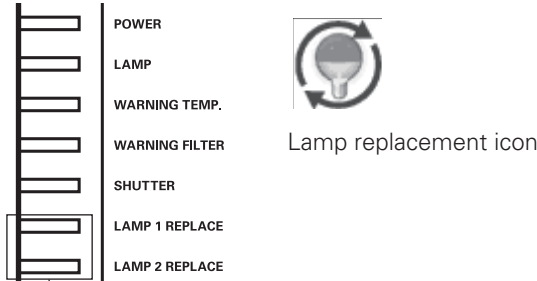 POWER
LAMP
WARNING TEMP.
WARNING FILTER
SHUTTER
LAMP 1 REPLACE
LAMP 2 REPLACE
Lamp replacement icon